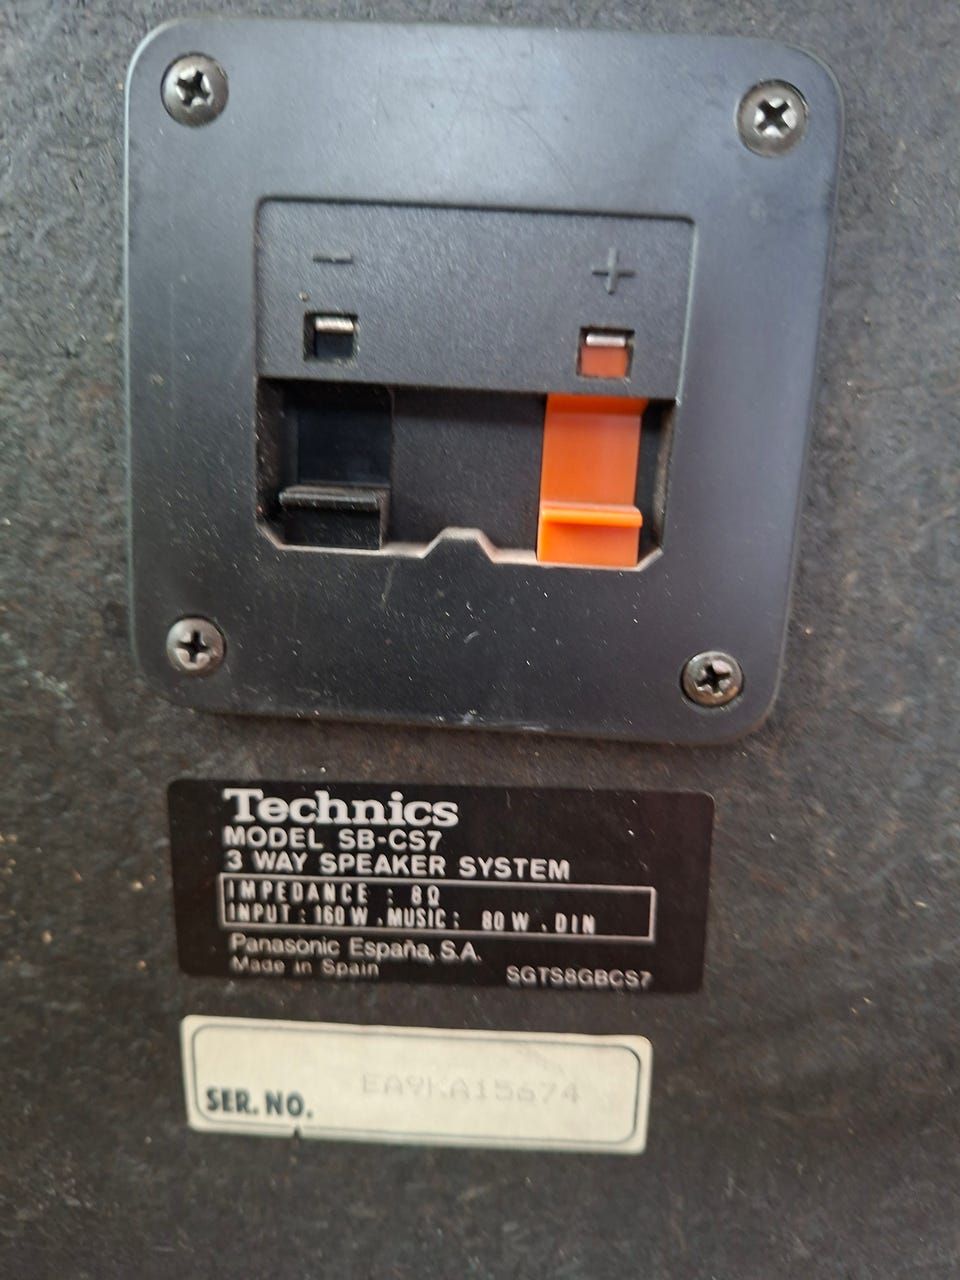 − +
Technics
MODEL SB-CS7
3 WAY SPEAKER SYSTEM
IMPEDANCE : 8Ω
INPUT : 160 W . MUSIC : 80 W . DIN
Panasonic España, S.A.
Made in Spain SGTS8GBCS7
SER. NO. EA9KA15674